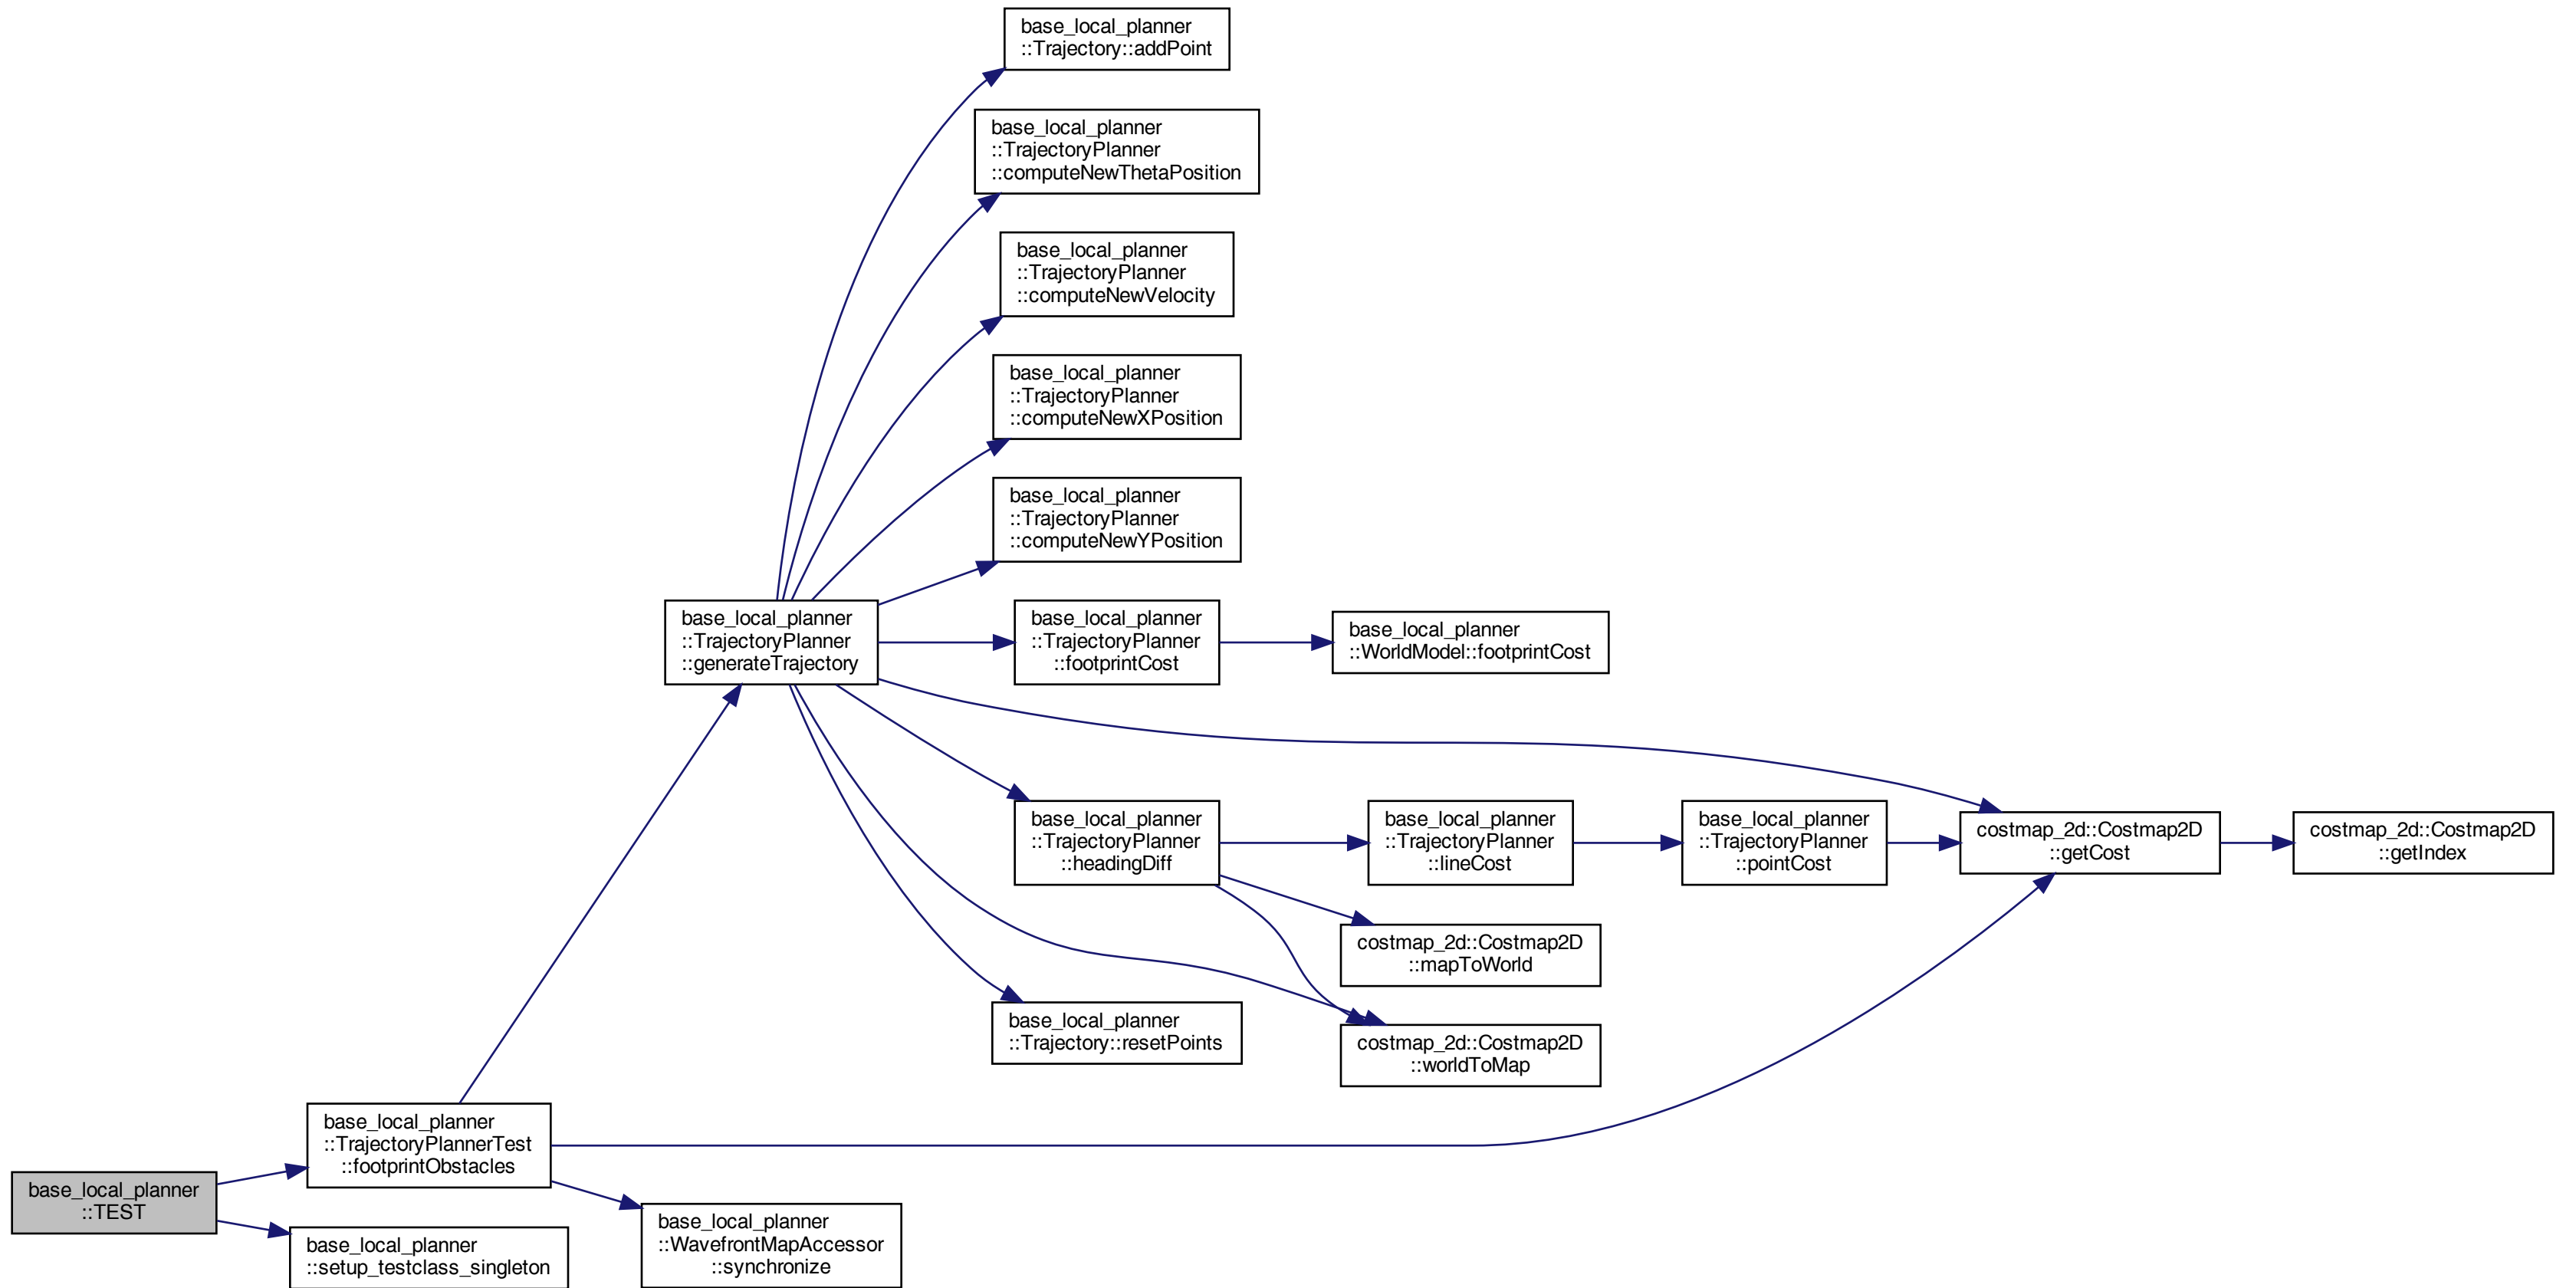 base_local_planner
::Trajectory::addPoint
base_local_planner
::TrajectoryPlanner
::computeNewThetaPosition
base_local_planner
::TrajectoryPlanner
::computeNewVelocity
base_local_planner
::TrajectoryPlanner
::computeNewXPosition
base_local_planner
::TrajectoryPlanner
::computeNewYPosition
base_local_planner
::TrajectoryPlanner
::generateTrajectory
base_local_planner
::TrajectoryPlanner
::footprintCost
base_local_planner
::WorldModel::footprintCost
base_local_planner
::TrajectoryPlanner
::headingDiff
base_local_planner
::TrajectoryPlanner
::lineCost
base_local_planner
::TrajectoryPlanner
::pointCost
costmap_2d::Costmap2D
::getCost
costmap_2d::Costmap2D
::getIndex
costmap_2d::Costmap2D
::mapToWorld
base_local_planner
::Trajectory::resetPoints
costmap_2d::Costmap2D
::worldToMap
base_local_planner
::TrajectoryPlannerTest
::footprintObstacles
base_local_planner
::TEST
base_local_planner
::setup_testclass_singleton
base_local_planner
::WavefrontMapAccessor
::synchronize